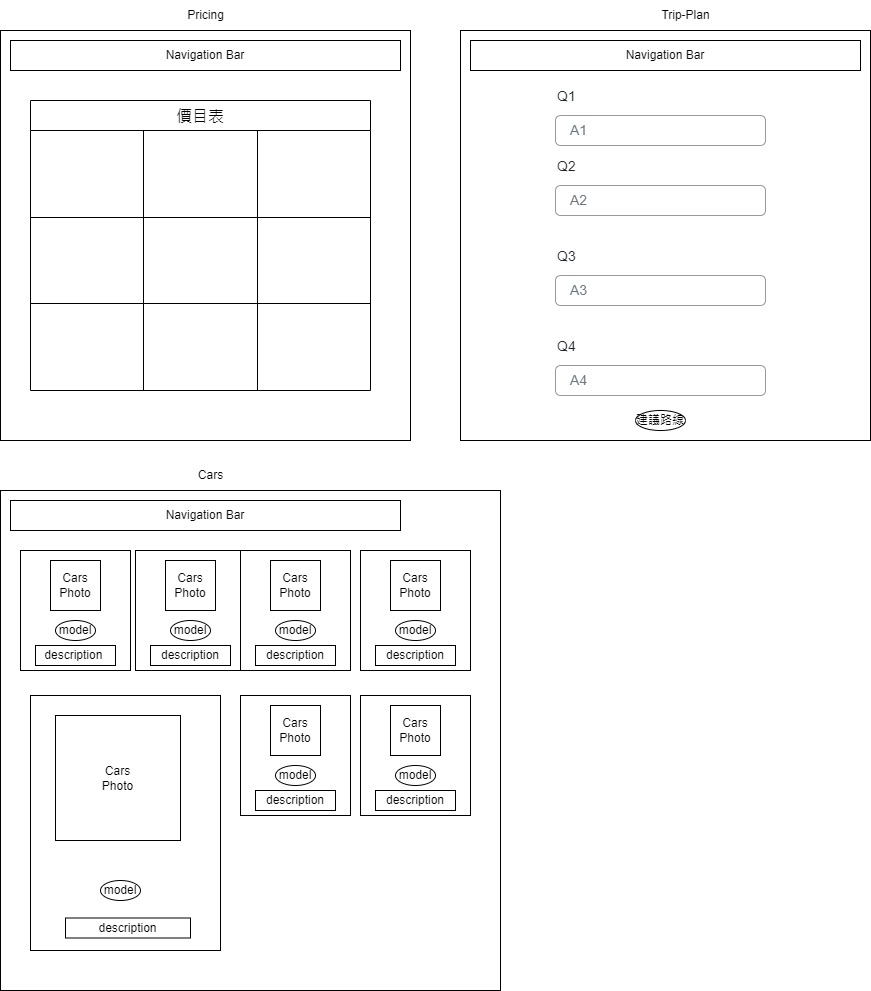 Pricing
Navigation Bar
價目表
Trip-Plan
Navigation Bar
Q1
A1
Q2
A2
Q3
A3
Q4
A4
建議路線
Cars
Navigation Bar
Cars
Photo
model
description
Cars
Photo
model
description
Cars
Photo
model
description
Cars
Photo
model
description
Cars
Photo
model
description
Cars
Photo
model
description
Cars
Photo
model
description